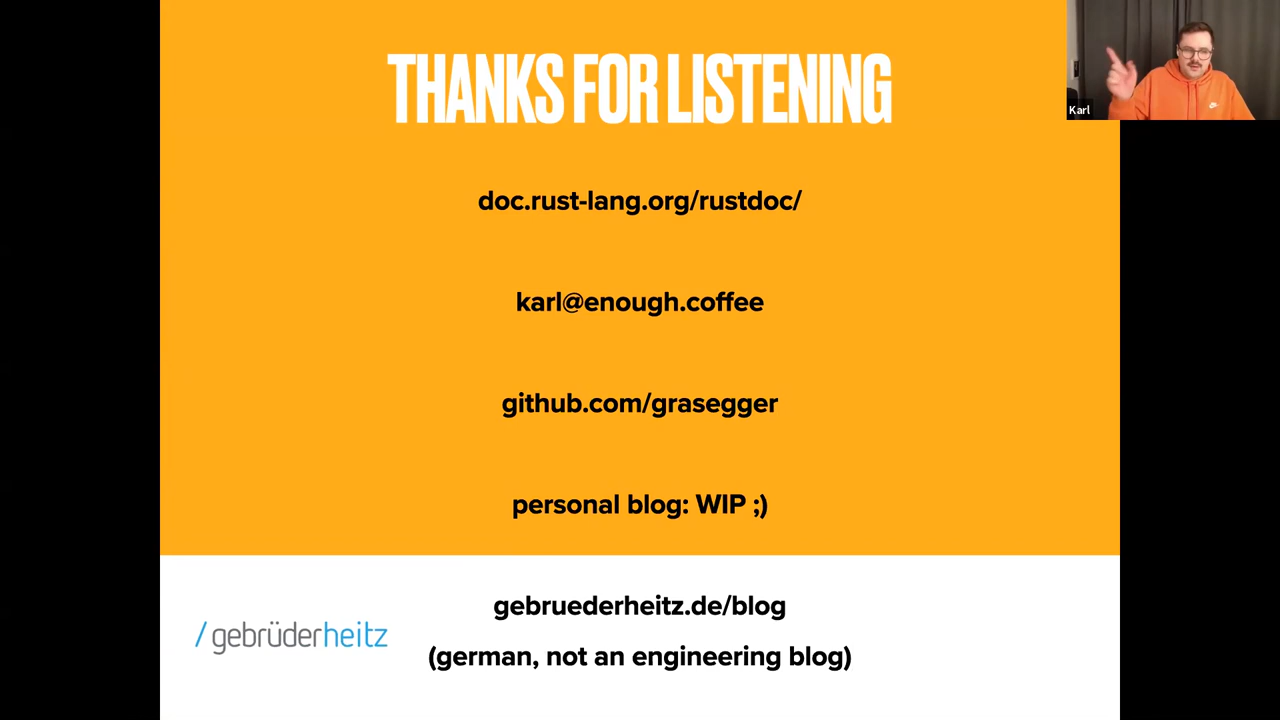 THANKS FOR LISTENING
Karl
doc.rust-lang.org/rustdoc/
karl@enough.coffee
github.com/grasegger
personal blog: WIP ;)
gebruederheitz.de/blog
/gebrüderheitz
(german, not an engineering blog)